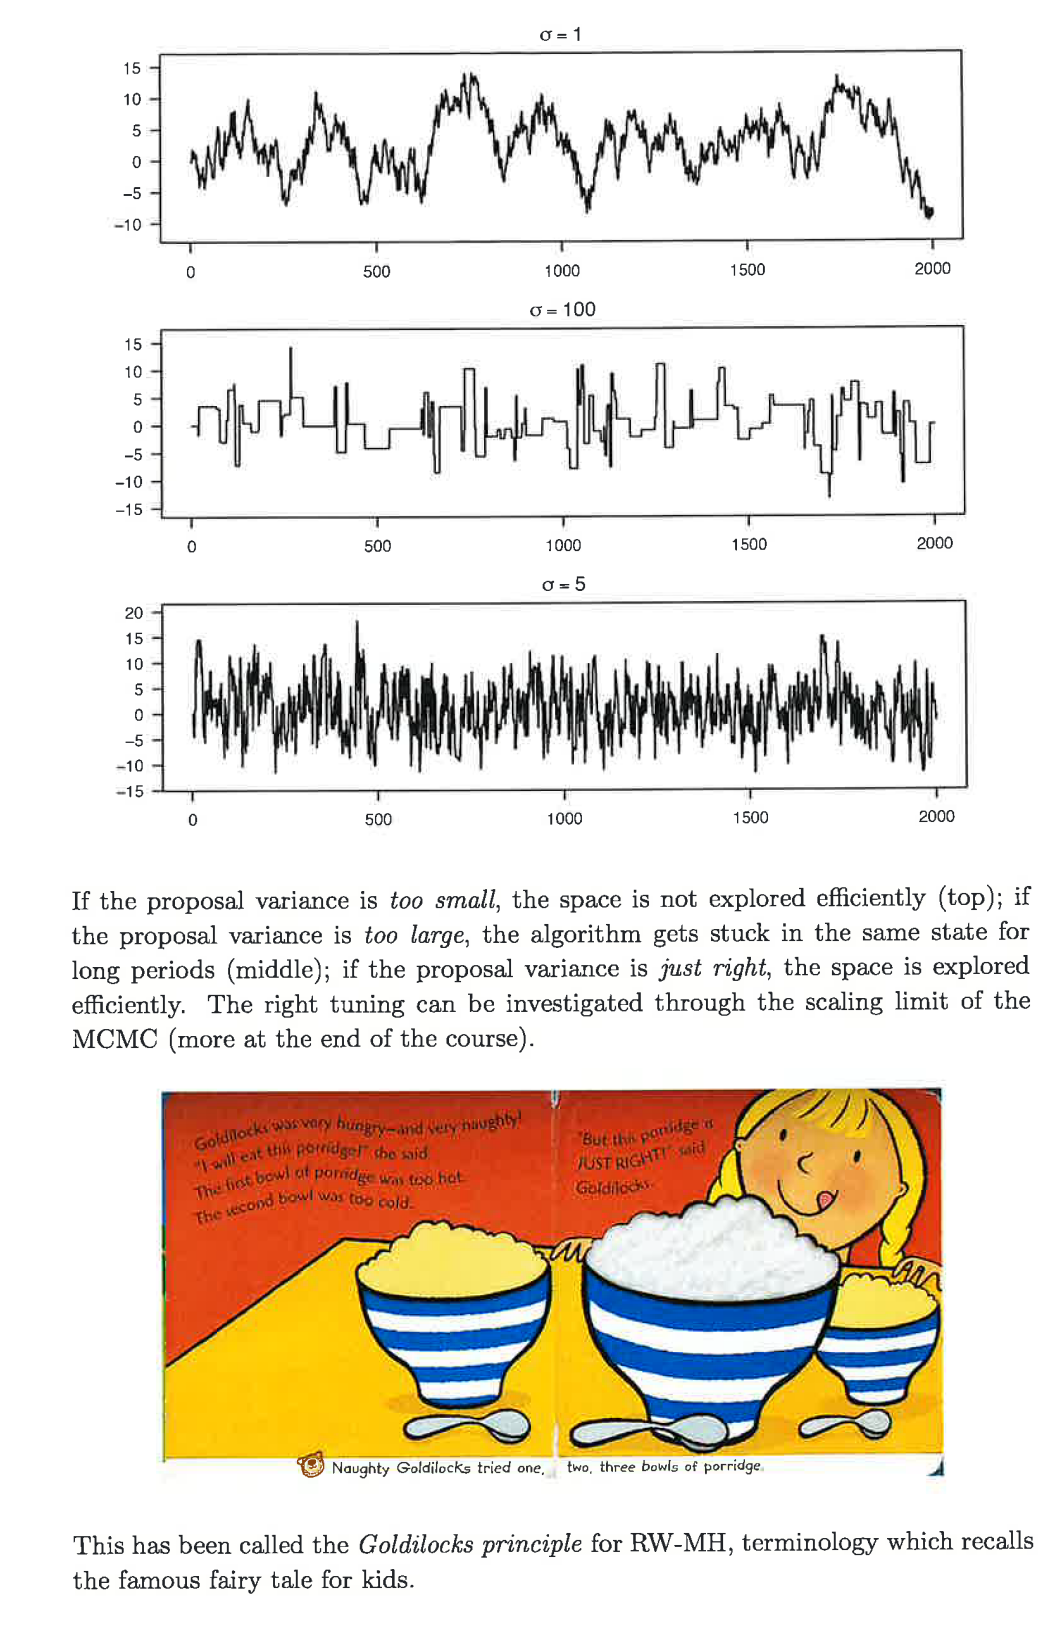 σ = 1
15
10
5
0
−5
−10
0 500 1000 1500 2000
σ = 100
15
10
5
0
−5
−10
−15
0 500 1000 1500 2000
σ = 5
20
15
10
5
0
−5
−10
−15
0 500 1000 1500 2000
If the proposal variance is too small, the space is not explored efficiently (top); if
the proposal variance is too large, the algorithm gets stuck in the same state for
long periods (middle); if the proposal variance is just right, the space is explored
efficiently. The right tuning can be investigated through the scaling limit of the
MCMC (more at the end of the course).
Goldilocks was very hungry–and very naughty!
"I will eat this porridge!" she said.
The first bowl of porridge was too hot.
The second bowl was too cold.
"But this porridge is
JUST RIGHT!" said
Goldilocks.
Naughty Goldilocks tried one, two, three bowls of porridge.
This has been called the Goldilocks principle for RW-MH, terminology which recalls
the famous fairy tale for kids.